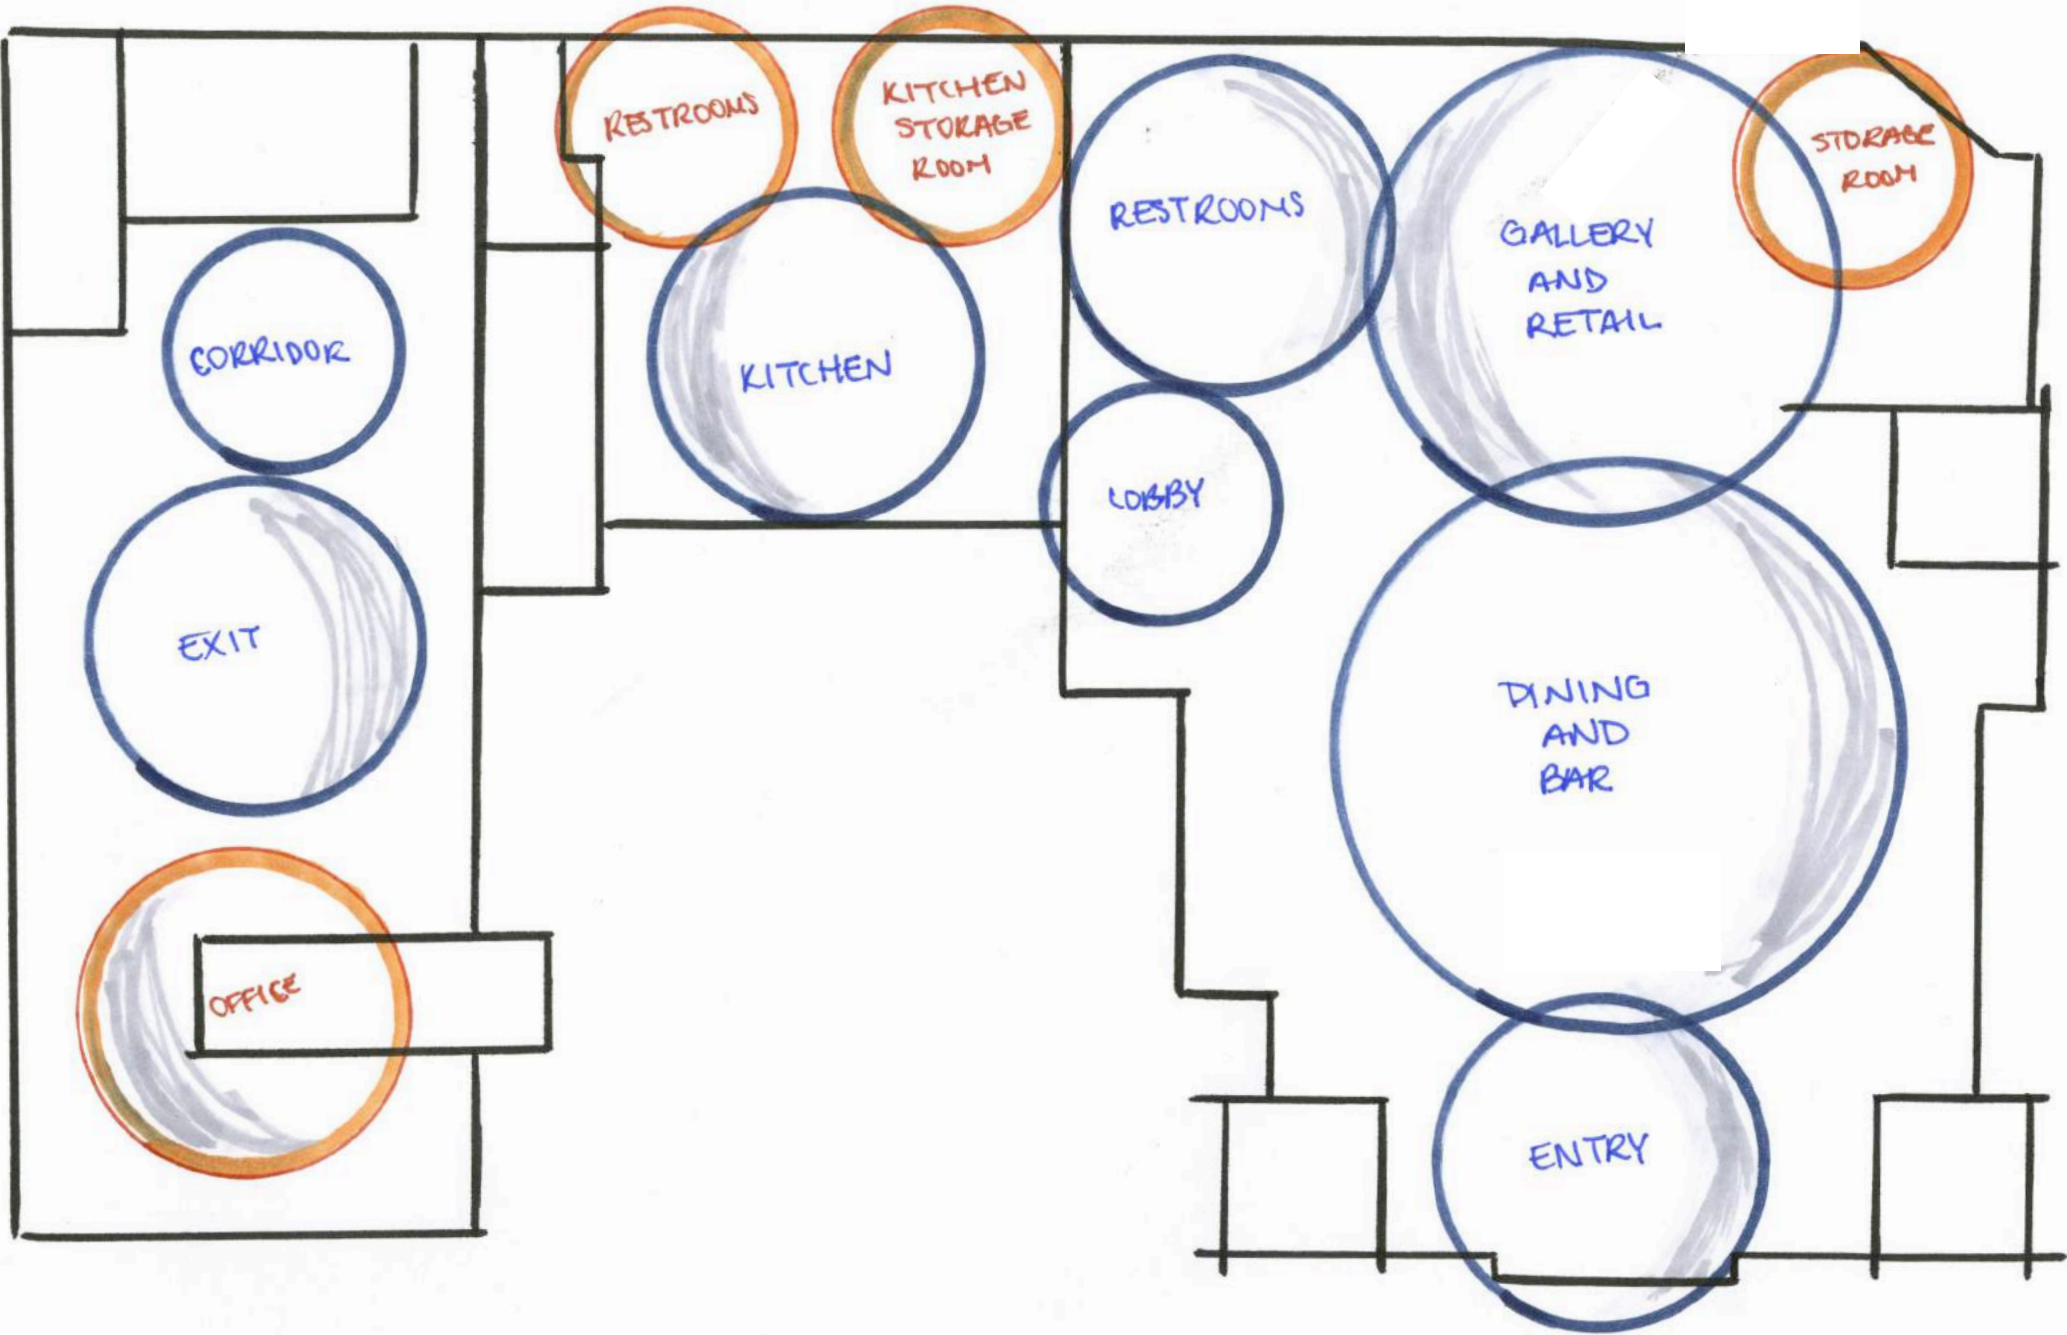 RESTROOMS
KITCHEN
STORAGE
ROOM
RESTROOMS
GALLERY
AND
RETAIL
STORAGE
ROOM
CORRIDOR
KITCHEN
LOBBY
EXIT
DINING
AND
BAR
OFFICE
ENTRY